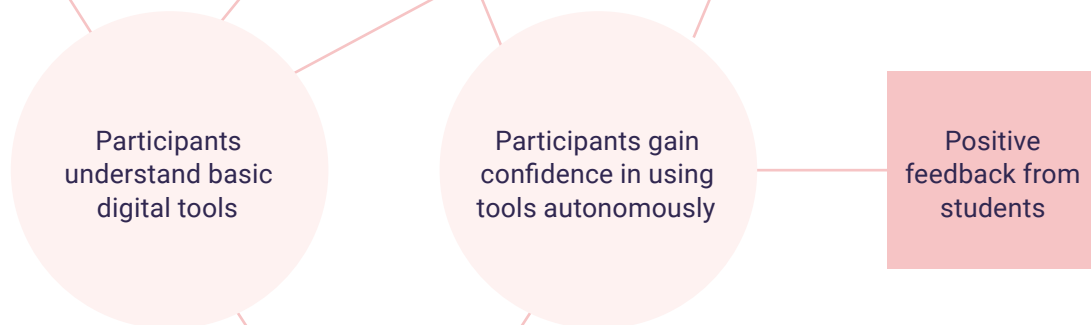 Participants
understand basic
digital tools
Participants gain
confidence in using
tools autonomously
Positive
feedback from
students